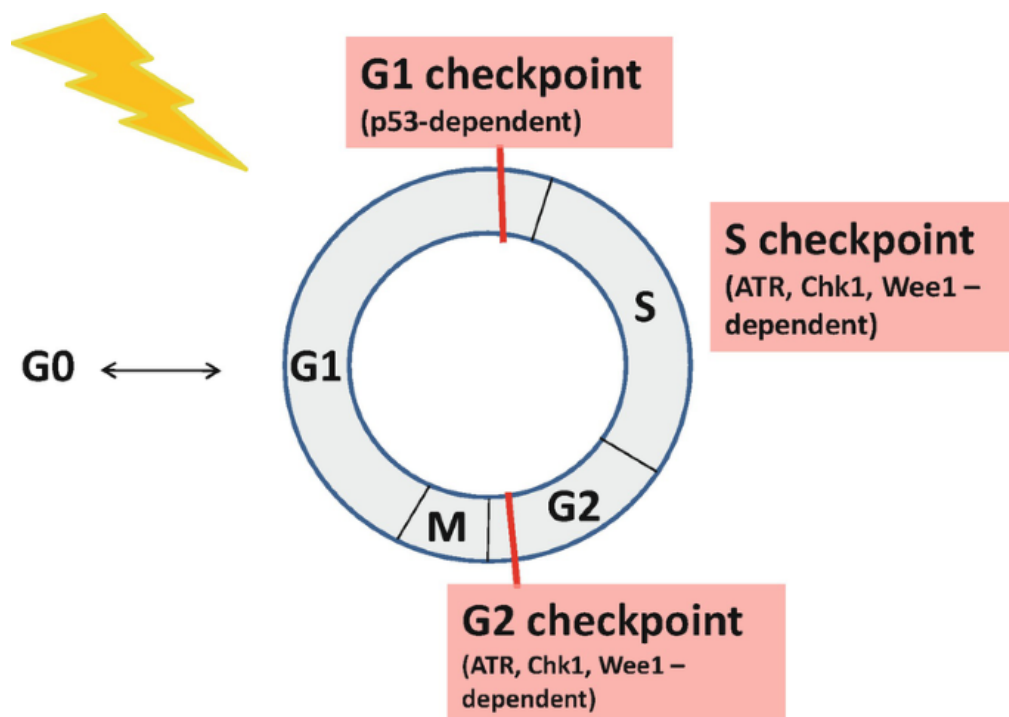 G1 checkpoint
(p53-dependent)
S checkpoint
(ATR, Chk1, Wee1 –
dependent)
S
G0
G1
G2
M
G2 checkpoint
(ATR, Chk1, Wee1 –
dependent)